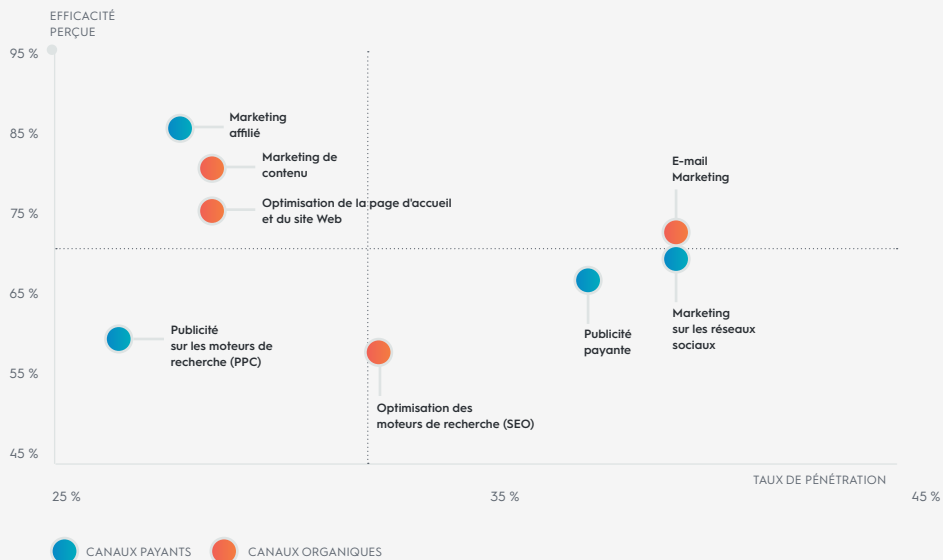 EFFICACITÉ
PERÇUE
95 %
85 %
75 %
65 %
55 %
45 %
Marketing
affilié
Marketing de
contenu
Optimisation de la page d'accueil
et du site Web
E-mail
Marketing
Publicité
sur les moteurs de
recherche (PPC)
Publicité
payante
Marketing
sur les réseaux
sociaux
Optimisation des
moteurs de recherche (SEO)
TAUX DE PÉNÉTRATION
25 %
35 %
45 %
CANAUX PAYANTS
CANAUX ORGANIQUES